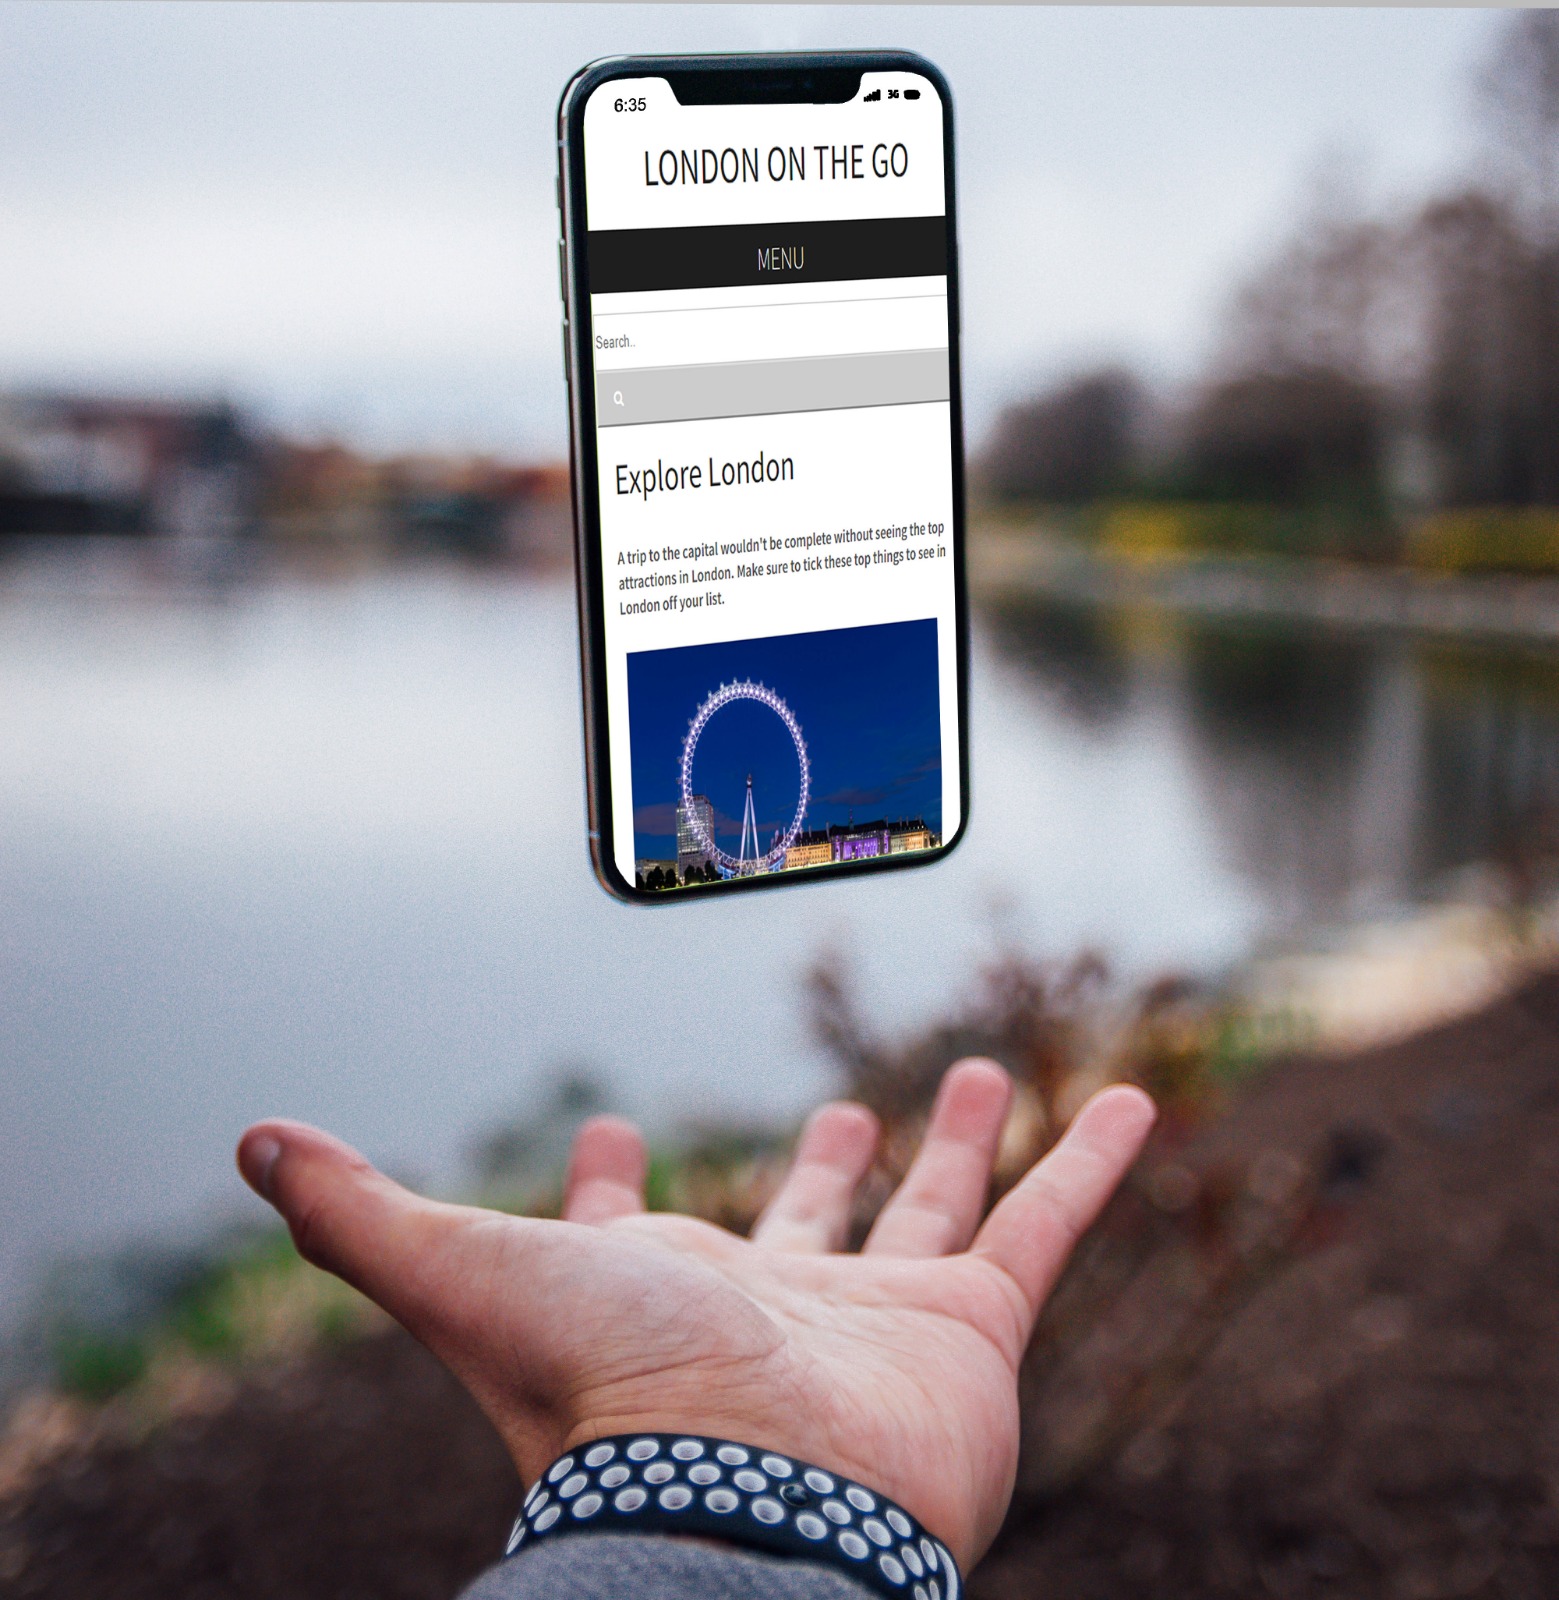 6:35 3G
LONDON ON THE GO
MENU
Search..
Explore London
A trip to the capital wouldn't be complete without seeing the top
attractions in London. Make sure to tick these top things to see in
London off your list.